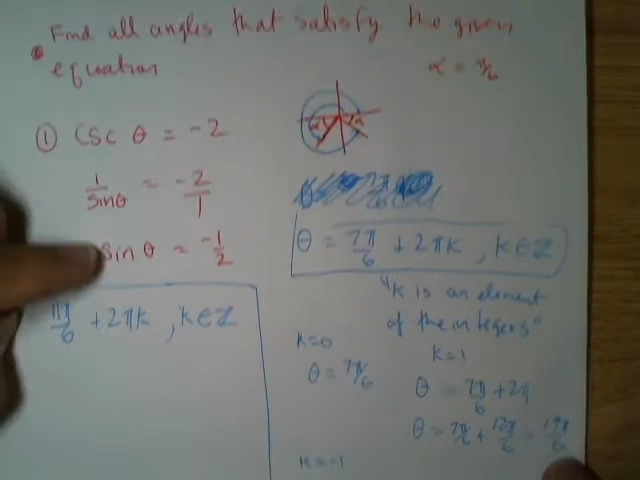 Find all angles that satisfy the given
equation
α = π/6
① CSC θ = -2
1/sinθ = -2/1
sin θ = -1/2
11π/6 + 2πk , k∈ℤ
θ = 7π/6 + 2πk , k∈ℤ
"k is an element
of the integers"
k=0
θ = 7π/6
k=1
θ = 7π/6 + 2π
θ = 7π/6 + 12π/6 = 19π/6
k=-1